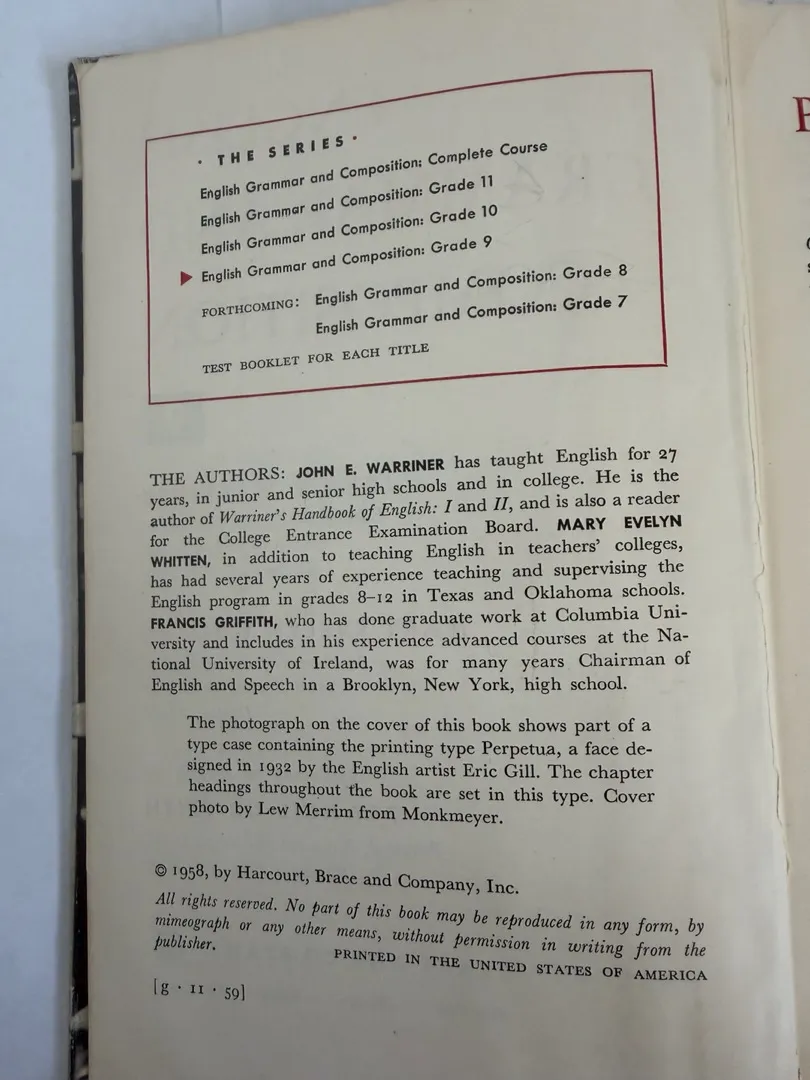 · THE SERIES ·
English Grammar and Composition: Complete Course
English Grammar and Composition: Grade 11
English Grammar and Composition: Grade 10
English Grammar and Composition: Grade 9
FORTHCOMING: English Grammar and Composition: Grade 8
English Grammar and Composition: Grade 7
TEST BOOKLET FOR EACH TITLE
THE AUTHORS: JOHN E. WARRINER has taught English for 27
years, in junior and senior high schools and in college. He is the
author of Warriner's Handbook of English: I and II, and is also a reader
for the College Entrance Examination Board. MARY EVELYN
WHITTEN, in addition to teaching English in teachers' colleges,
has had several years of experience teaching and supervising the
English program in grades 8–12 in Texas and Oklahoma schools.
FRANCIS GRIFFITH, who has done graduate work at Columbia Uni-
versity and includes in his experience advanced courses at the Na-
tional University of Ireland, was for many years Chairman of
English and Speech in a Brooklyn, New York, high school.
The photograph on the cover of this book shows part of a
type case containing the printing type Perpetua, a face de-
signed in 1932 by the English artist Eric Gill. The chapter
headings throughout the book are set in this type. Cover
photo by Lew Merrim from Monkmeyer.
© 1958, by Harcourt, Brace and Company, Inc.
All rights reserved. No part of this book may be reproduced in any form, by
mimeograph or any other means, without permission in writing from the
publisher.
PRINTED IN THE UNITED STATES OF AMERICA
[g · 11 · 59]